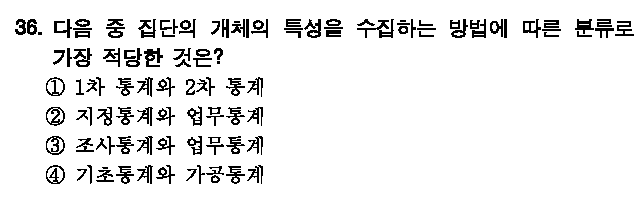 36. 다음 중 집단의 개체의 특성을 수집하는 방법에 따른 분류로
가장 적당한 것은?
① 1차 통계와 2차 통계
② 지정통계와 업무통계
③ 조사통계와 업무통계
④ 기초통계와 가공통계